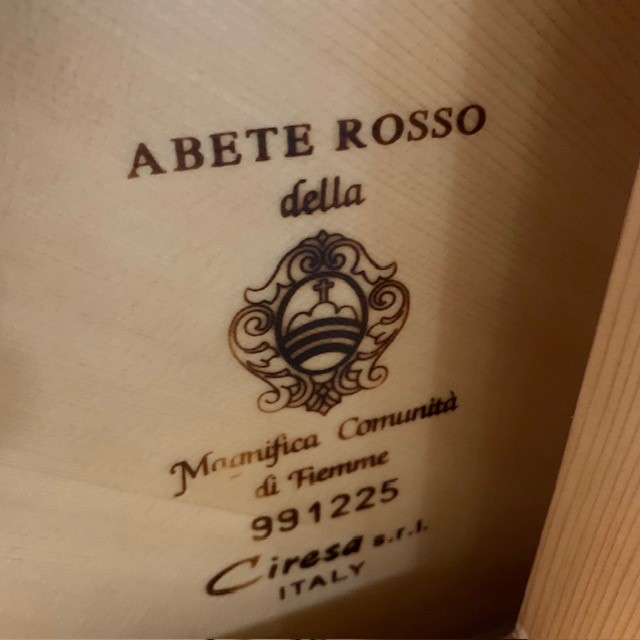 ABETE ROSSO
della
Magnifica Comunità
di Fiemme
991225
Ciresa s.r.l.
ITALY